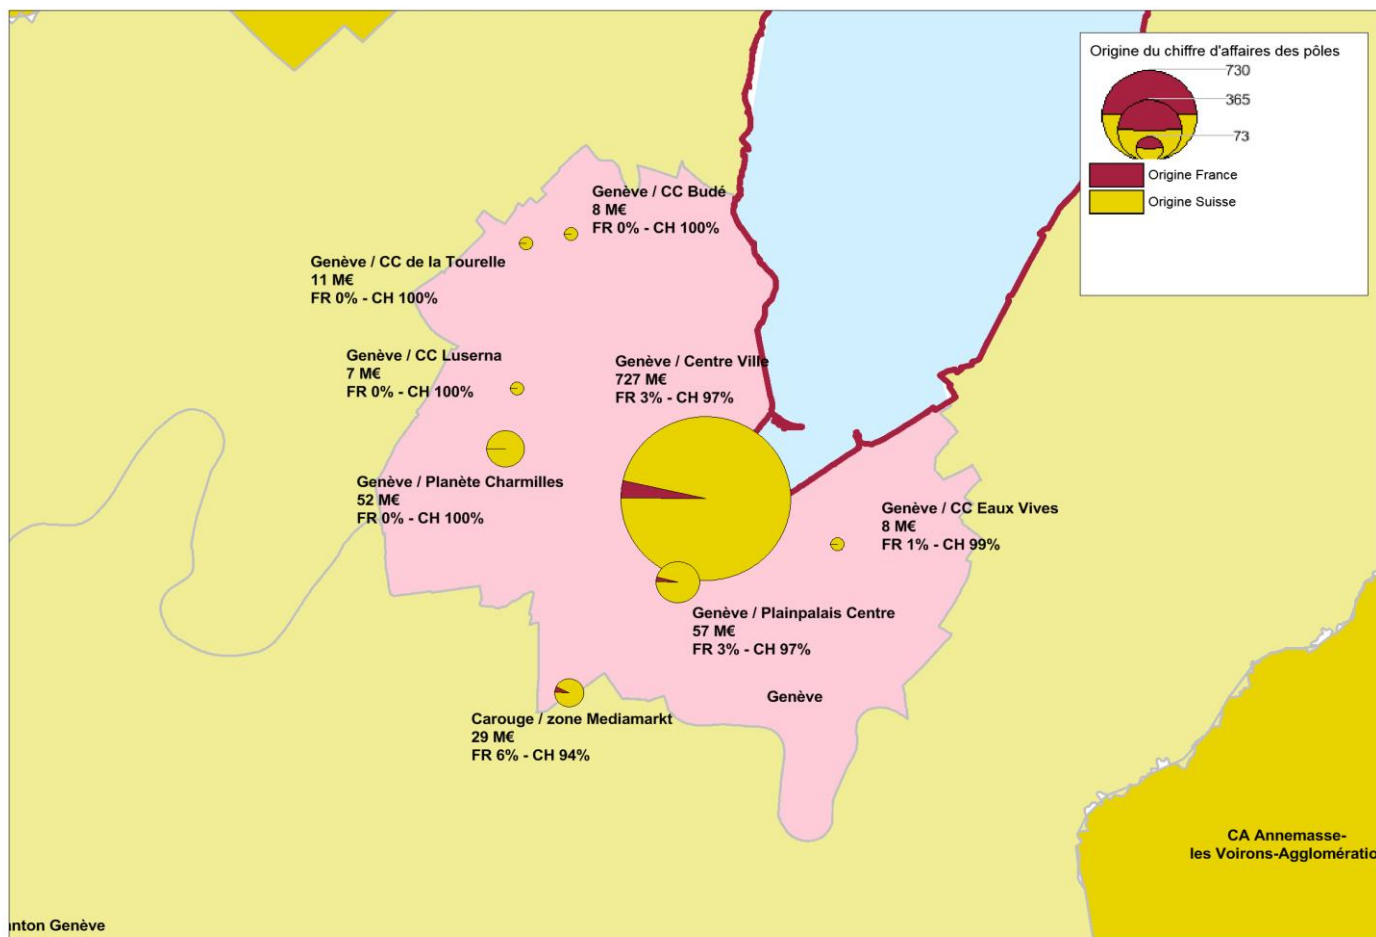 Origine du chiffre d'affaires des pôles
730
365
73
Origine France
Origine Suisse
Genève / CC Budé
8 M€
FR 0% - CH 100%
Genève / CC de la Tourelle
11 M€
FR 0% - CH 100%
Genève / CC Luserna
7 M€
FR 0% - CH 100%
Genève / Centre Ville
727 M€
FR 3% - CH 97%
Genève / Planète Charmilles
52 M€
FR 0% - CH 100%
Genève / CC Eaux Vives
8 M€
FR 1% - CH 99%
Genève / Plainpalais Centre
57 M€
FR 3% - CH 97%
Genève
Carouge / zone Mediamarkt
29 M€
FR 6% - CH 94%
CA Annemasse-
les Voirons-Agglomératio
nton Genève